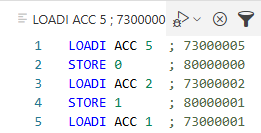 LOADI ACC 5 ; 7300000
1 LOADI ACC 5 ; 73000005
2 STORE 0 ; 80000000
3 LOADI ACC 2 ; 73000002
4 STORE 1 ; 80000001
5 LOADI ACC 1 ; 73000001